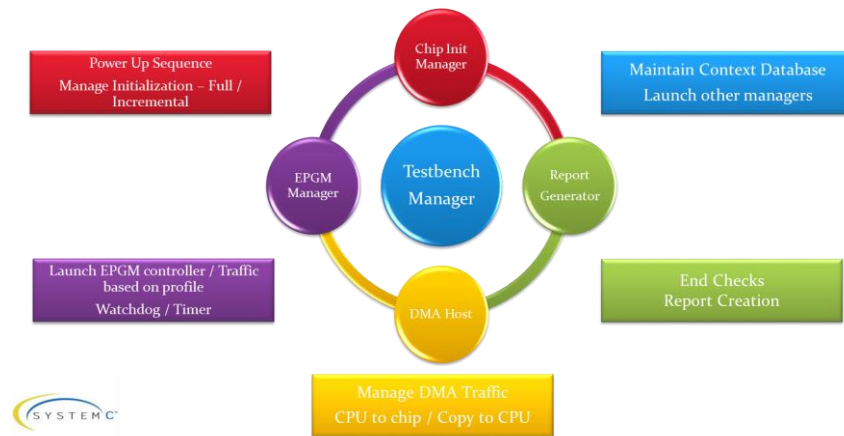 Chip Init
Manager
Power Up Sequence
Manage Initialization – Full /
Incremental
Maintain Context Database
Launch other managers
EPGM
Manager
Testbench
Manager
Report
Generator
Launch EPGM controller / Traffic
based on profile
Watchdog / Timer
End Checks
Report Creation
DMA Host
Manage DMA Traffic
CPU to chip / Copy to CPU
SYSTEMC™